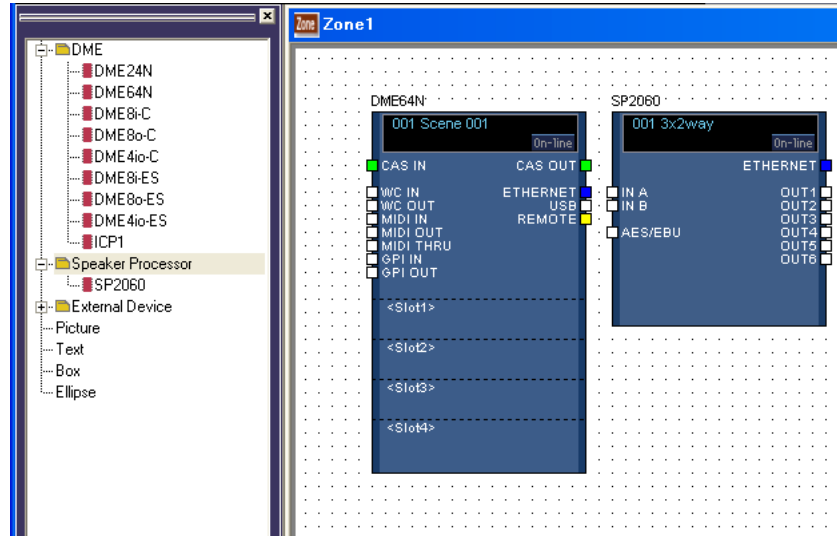 DME
DME24N
DME64N
DME8i-C
DME8o-C
DME4io-C
DME8i-ES
DME8o-ES
DME4io-ES
ICP1
Speaker Processor
SP2060
External Device
Picture
Text
Box
Ellipse
Zone Zone1
DME64N
001 Scene 001
On-line
CAS IN CAS OUT
WC IN ETHERNET
WC OUT USB
MIDI IN REMOTE
MIDI OUT
MIDI THRU
GPI IN
GPI OUT
<Slot1>
<Slot2>
<Slot3>
<Slot4>
SP2060
001 3x2way
On-line
ETHERNET
IN A OUT1
IN B OUT2
OUT3
AES/EBU OUT4
OUT5
OUT6